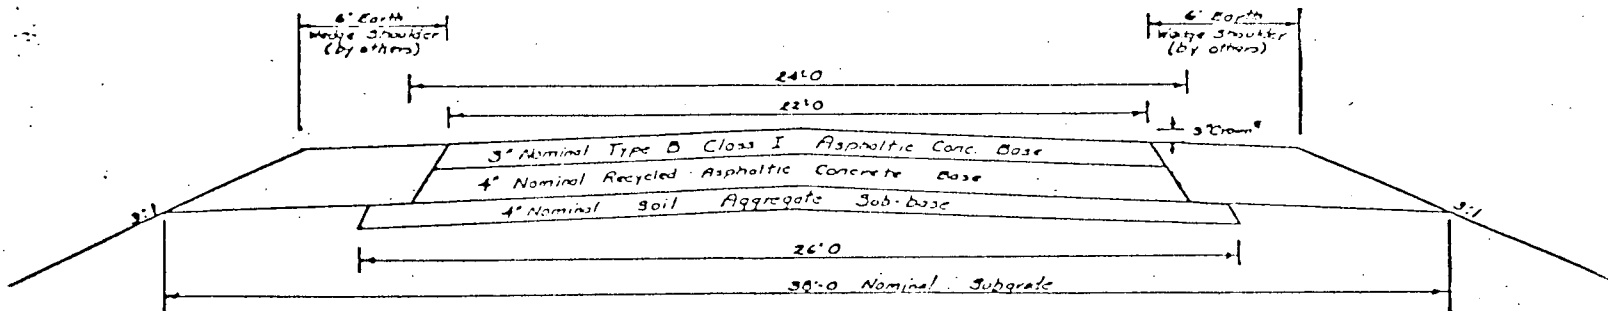 6' Earth
Wedge Shoulder
(by others)
6' Earth
Wedge Shoulder
(by others)
24'-0
22'-0
3" Crown
3" Nominal Type B Class I Asphaltic Conc. Base
4" Nominal Recycled Asphaltic Concrete Base
4" Nominal Soil Aggregate Sub-base
3:1
3:1
26'-0
38'-0 Nominal Subgrate